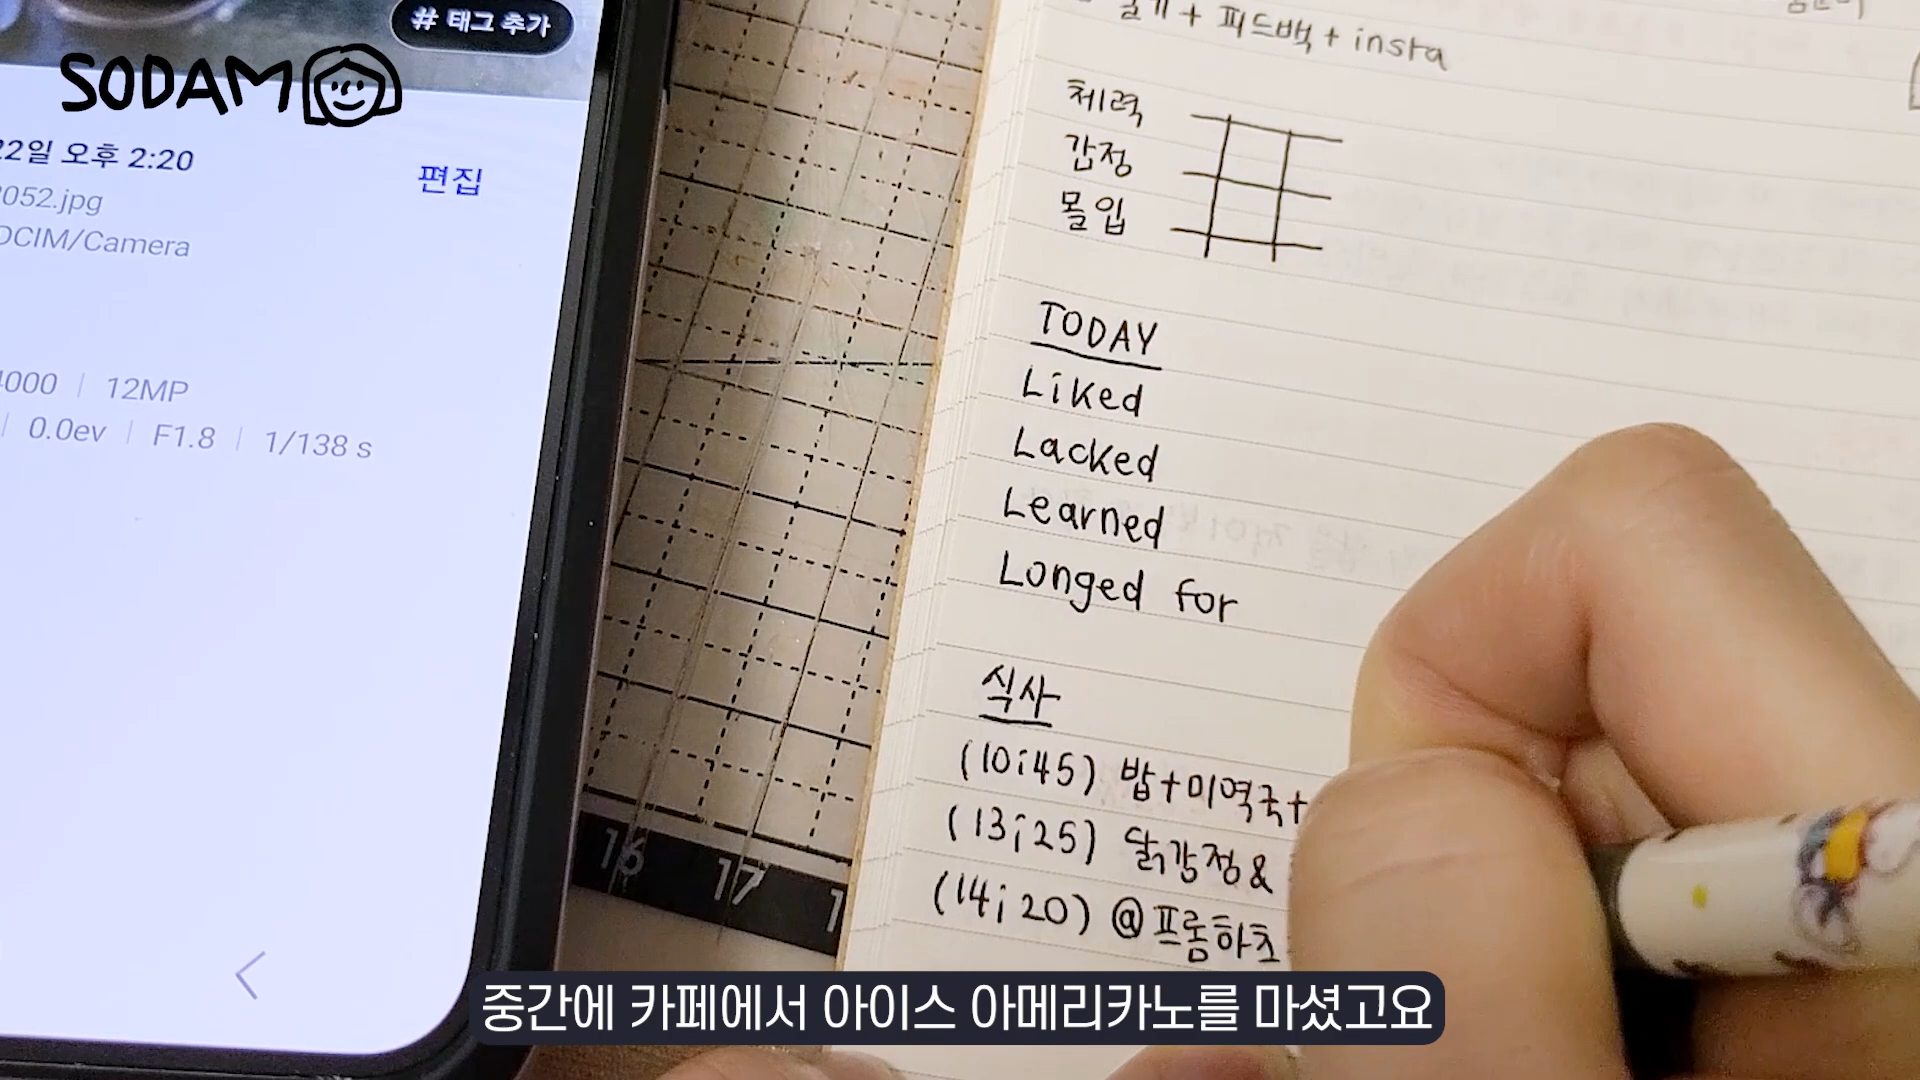 # 태그 추가
SODAM
22일 오후 2:20
편집
2052.jpg
DCIM/Camera
4000 | 12MP
0.0ev | F1.8 | 1/138 s
+ 피드백 + insta
체력
감정
몰입
TODAY
Liked
Lacked
Learned
Longed for
식사
(10:45) 밥+미역국+
(13:25) 닭강정&
(14:20) @프롬하츠
16 17 1
중간에 카페에서 아이스 아메리카노를 마셨고요